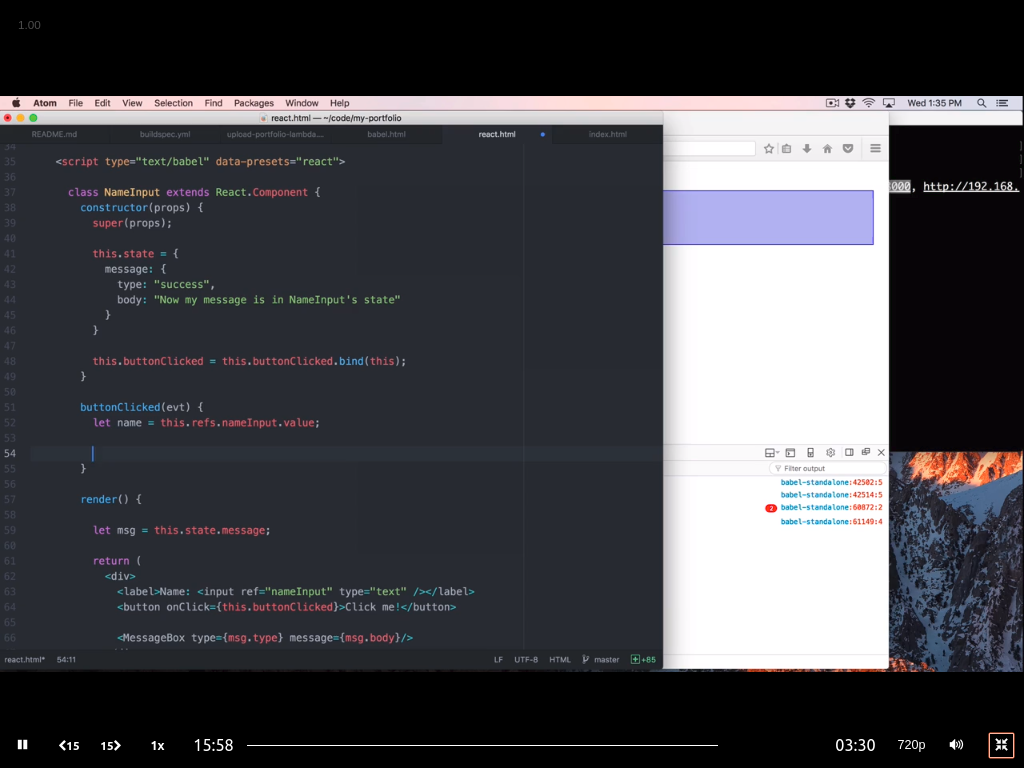 1.00
Atom File Edit View Selection Find Packages Window Help Wed 1:35 PM
react.html — ~/code/my-portfolio
README.md buildspec.yml upload-portfolio-lambda.... babel.html react.html index.html
34
35 <script type="text/babel" data-presets="react">
36
37 class NameInput extends React.Component {
38 constructor(props) {
39 super(props);
40
41 this.state = {
42 message: {
43 type: "success",
44 body: "Now my message is in NameInput's state"
45 }
46 }
47
48 this.buttonClicked = this.buttonClicked.bind(this);
49 }
50
51 buttonClicked(evt) {
52 let name = this.refs.nameInput.value;
53
54
55 }
56
57 render() {
58
59 let msg = this.state.message;
60
61 return (
62 <div>
63 <label>Name: <input ref="nameInput" type="text" /></label>
64 <button onClick={this.buttonClicked}>Click me!</button>
65
66 <MessageBox type={msg.type} message={msg.body}/>
react.html* 54:11 LF UTF-8 HTML master +85
000, http://192.168.
Filter output
babel-standalone:42502:5
babel-standalone:42514:5
2 babel-standalone:60872:2
babel-standalone:61149:4
15 15 1x 15:58 03:30 720p